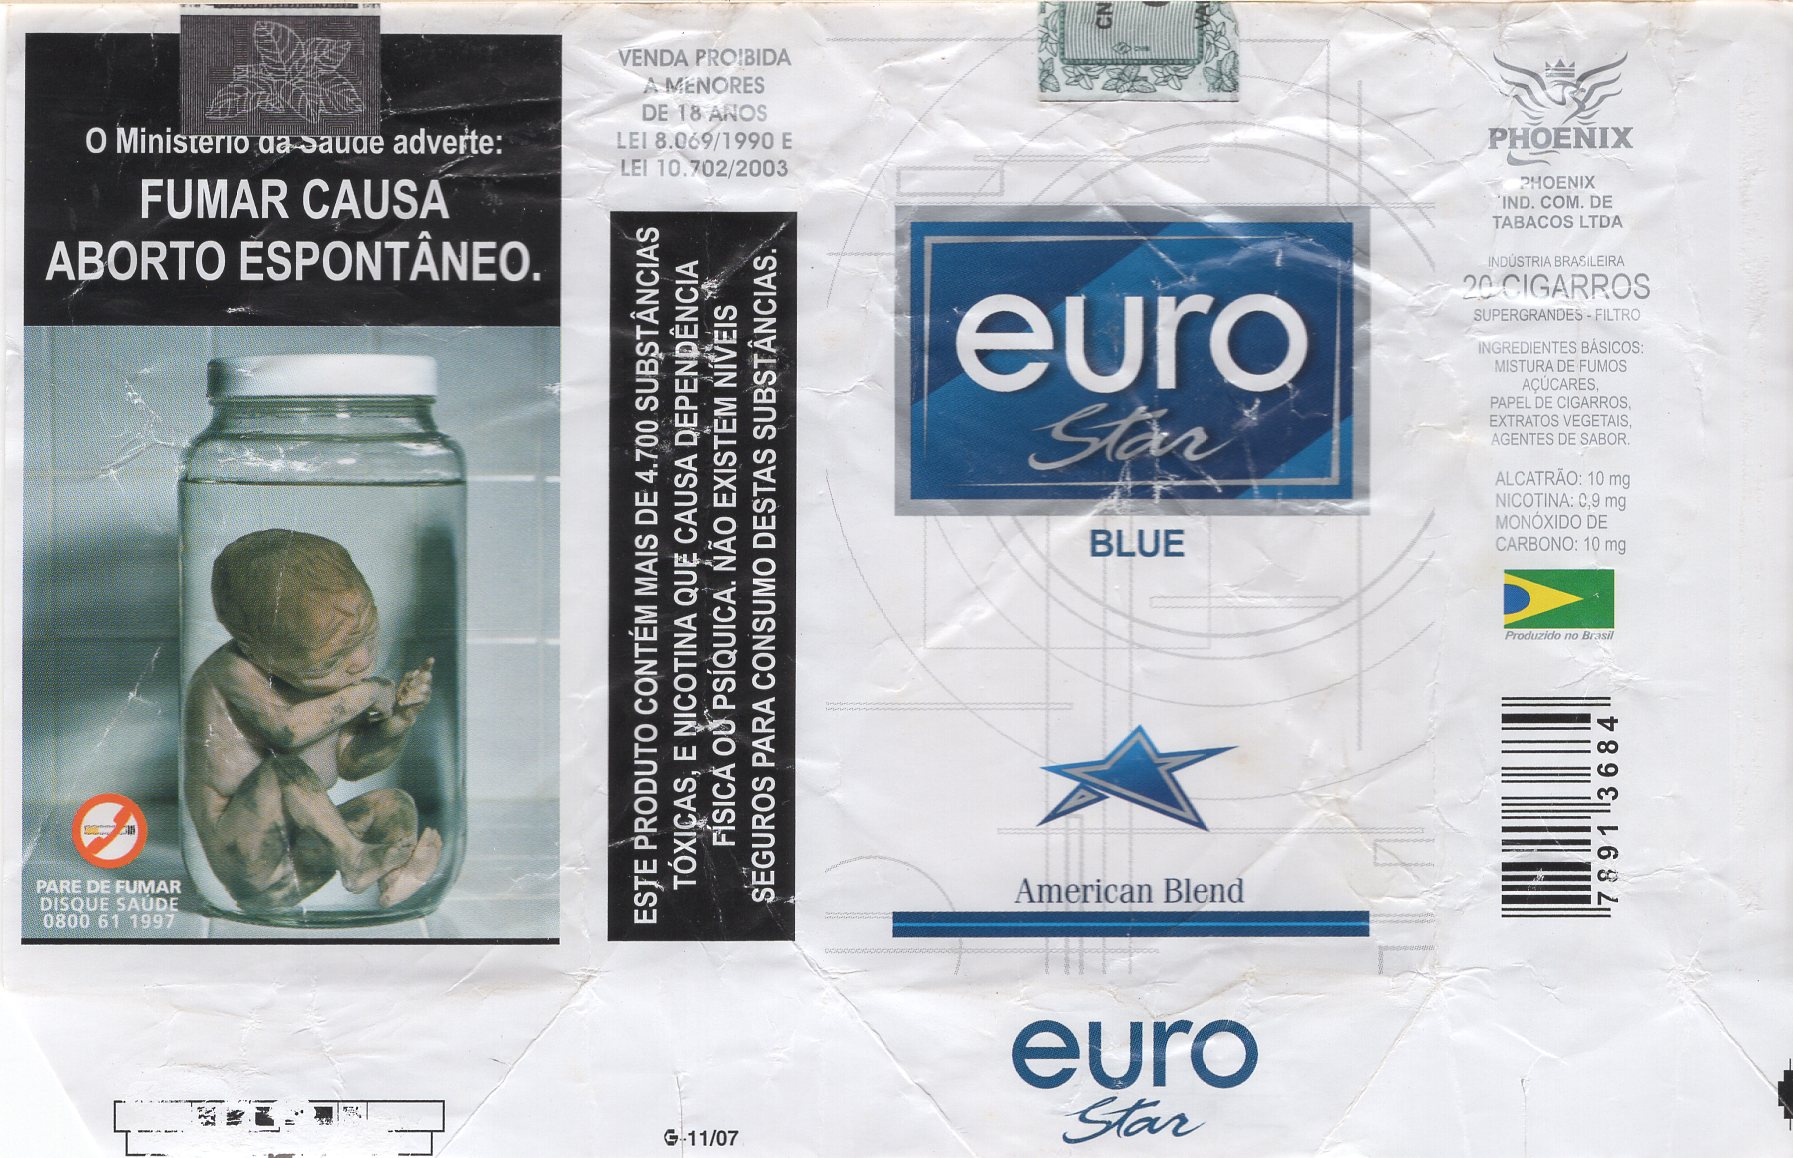 O Ministério da Saúde adverte:
FUMAR CAUSA
ABORTO ESPONTÂNEO.
PARE DE FUMAR
DISQUE SAÚDE
0800 61 1997
VENDA PROIBIDA
A MENORES
DE 18 ANOS
LEI 8.069/1990 E
LEI 10.702/2003
ESTE PRODUTO CONTÉM MAIS DE 4.700 SUBSTÂNCIAS
TÓXICAS, E NICOTINA QUE CAUSA DEPENDÊNCIA
FÍSICA OU PSÍQUICA. NÃO EXISTEM NÍVEIS
SEGUROS PARA CONSUMO DESTAS SUBSTÂNCIAS.
G-11/07
CN
euro
Star
BLUE
American Blend
euro
Star
PHOENIX
PHOENIX
IND. COM. DE
TABACOS LTDA
INDÚSTRIA BRASILEIRA
20 CIGARROS
SUPERGRANDES - FILTRO
INGREDIENTES BÁSICOS:
MISTURA DE FUMOS
AÇÚCARES,
PAPEL DE CIGARROS,
EXTRATOS VEGETAIS,
AGENTES DE SABOR.
ALCATRÃO: 10 mg
NICOTINA: 0,9 mg
MONÓXIDO DE
CARBONO: 10 mg
Produzido no Brasil
78913684